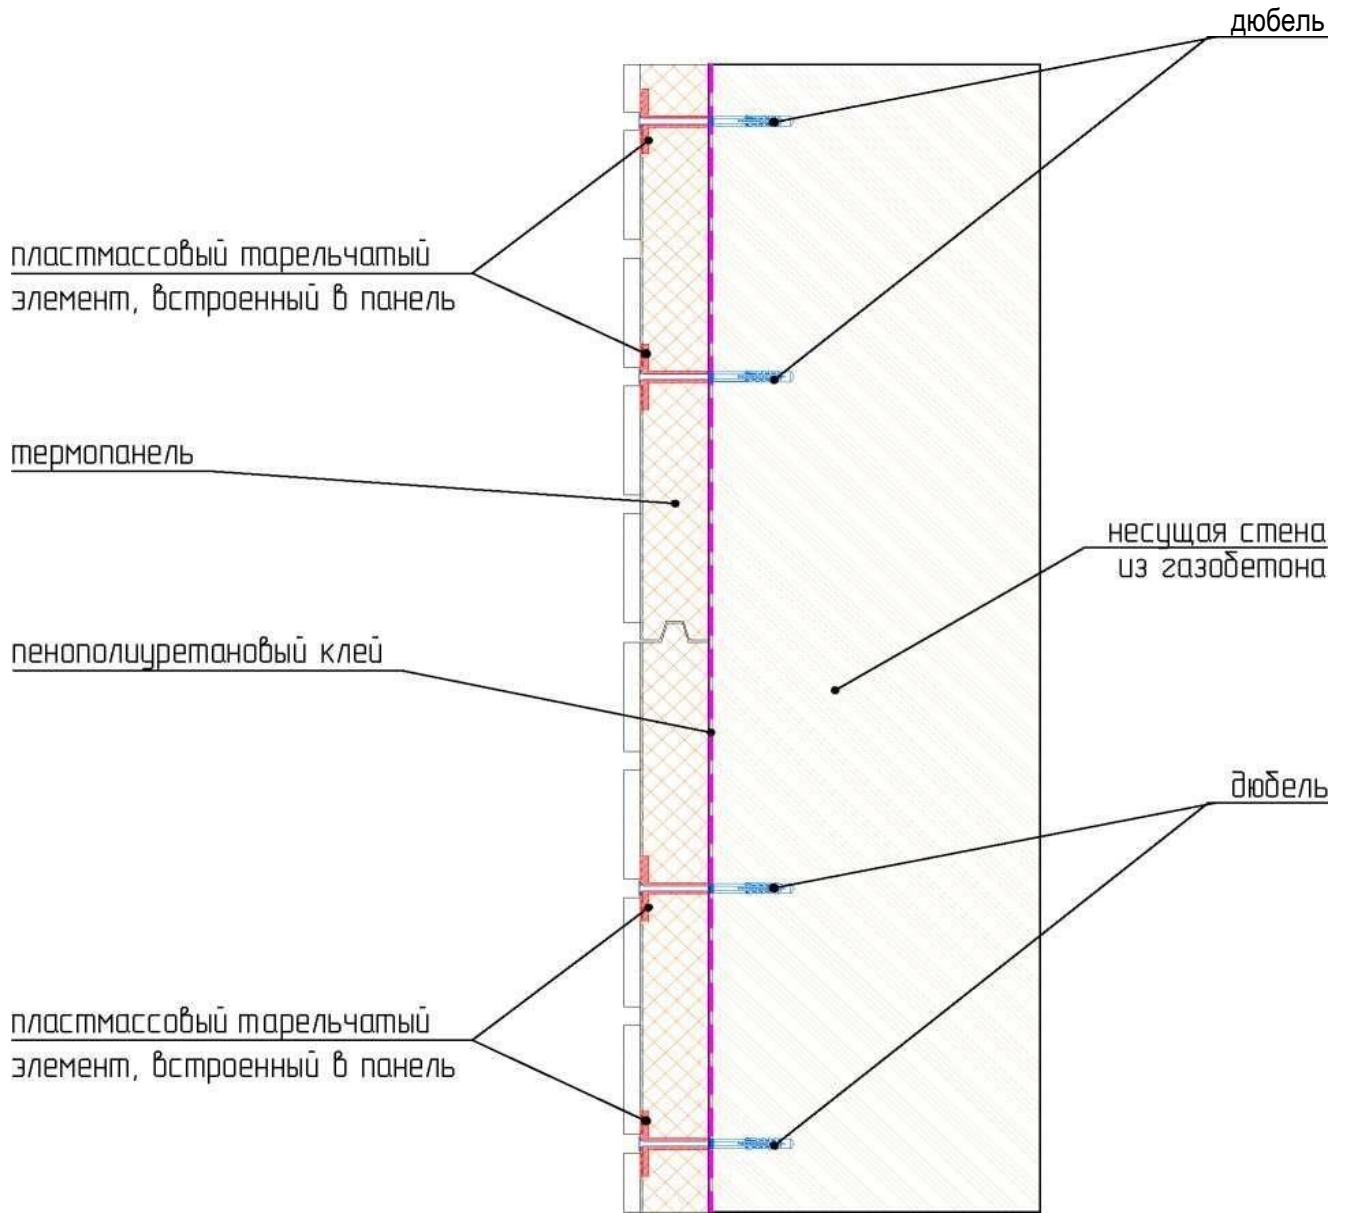 дюбель
пластмассовый тарельчатый
элемент, встроенный в панель
термопанель
несущая стена
из газобетона
пенополиуретановый клей
дюбель
пластмассовый тарельчатый
элемент, встроенный в панель